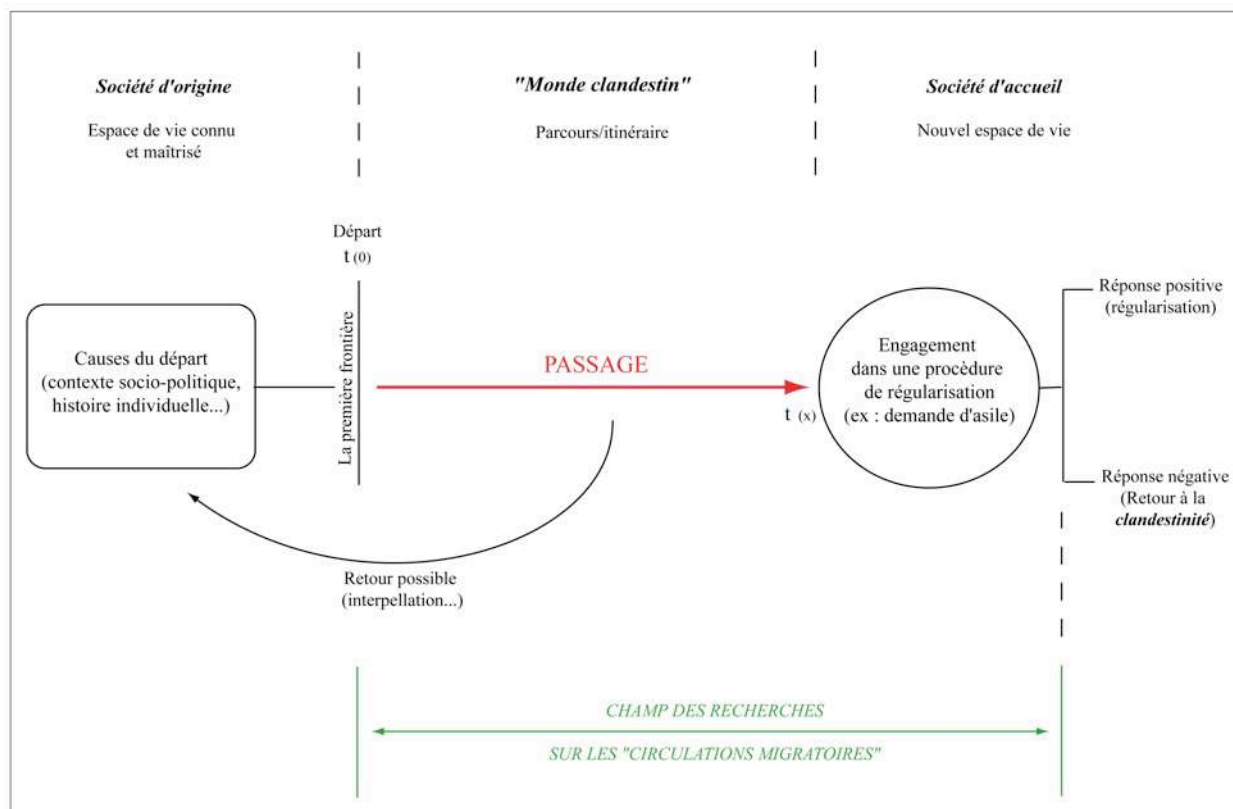 Société d'origine
Espace de vie connu
et maîtrisé
"Monde clandestin"
Parcours/itinéraire
Société d'accueil
Nouvel espace de vie
Départ
t (0)
La première frontière
Causes du départ
(contexte socio-politique,
histoire individuelle...)
PASSAGE
t (x)
Engagement
dans une procédure
de régularisation
(ex : demande d'asile)
Réponse positive
(régularisation)
Réponse négative
(Retour à la
clandestinité)
Retour possible
(interpellation...)
CHAMP DES RECHERCHES
SUR LES "CIRCULATIONS MIGRATOIRES"